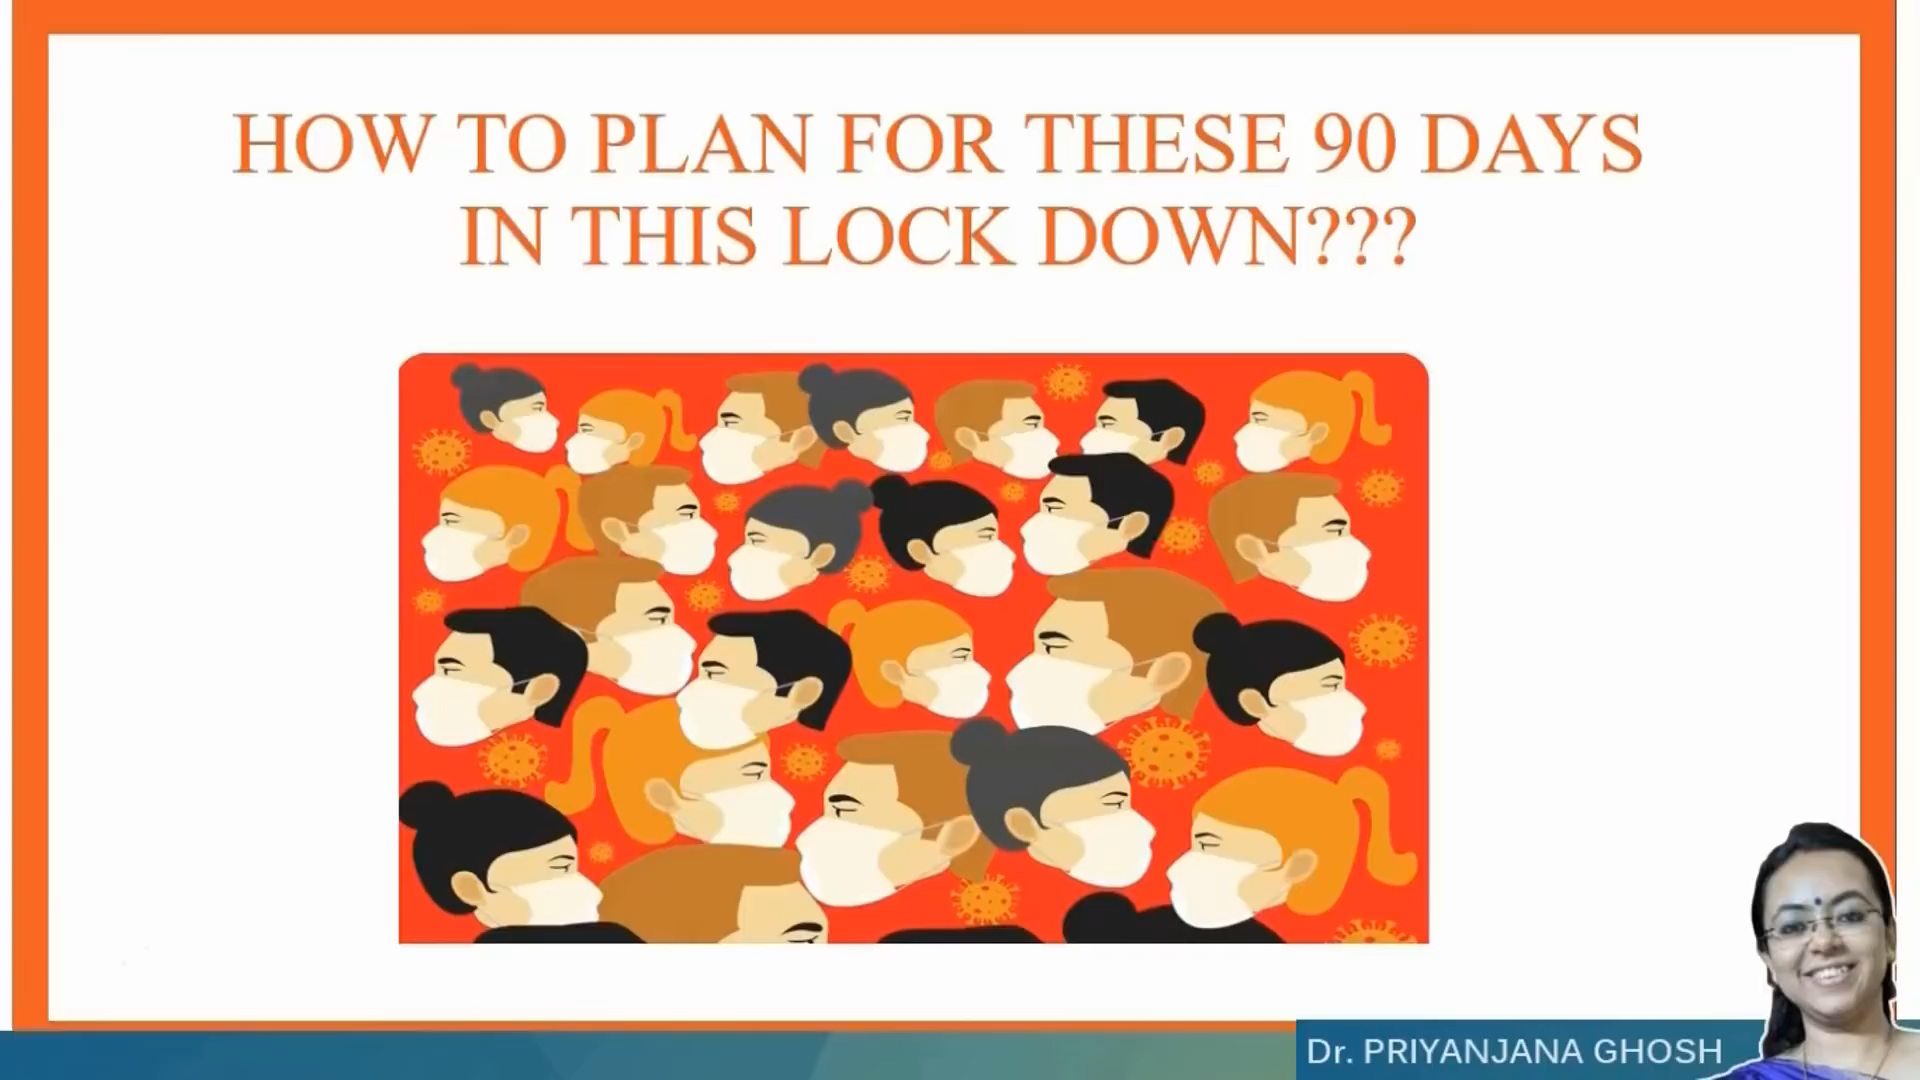 HOW TO PLAN FOR THESE 90 DAYS
IN THIS LOCK DOWN???
Dr. PRIYANJANA GHOSH